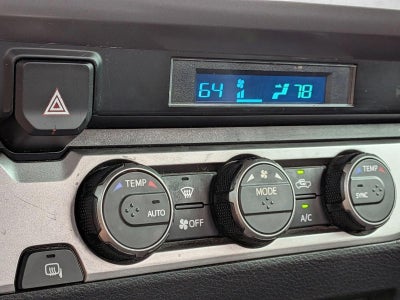 64 78
TEMP
AUTO
OFF
MODE
A/C
TEMP
SYNC